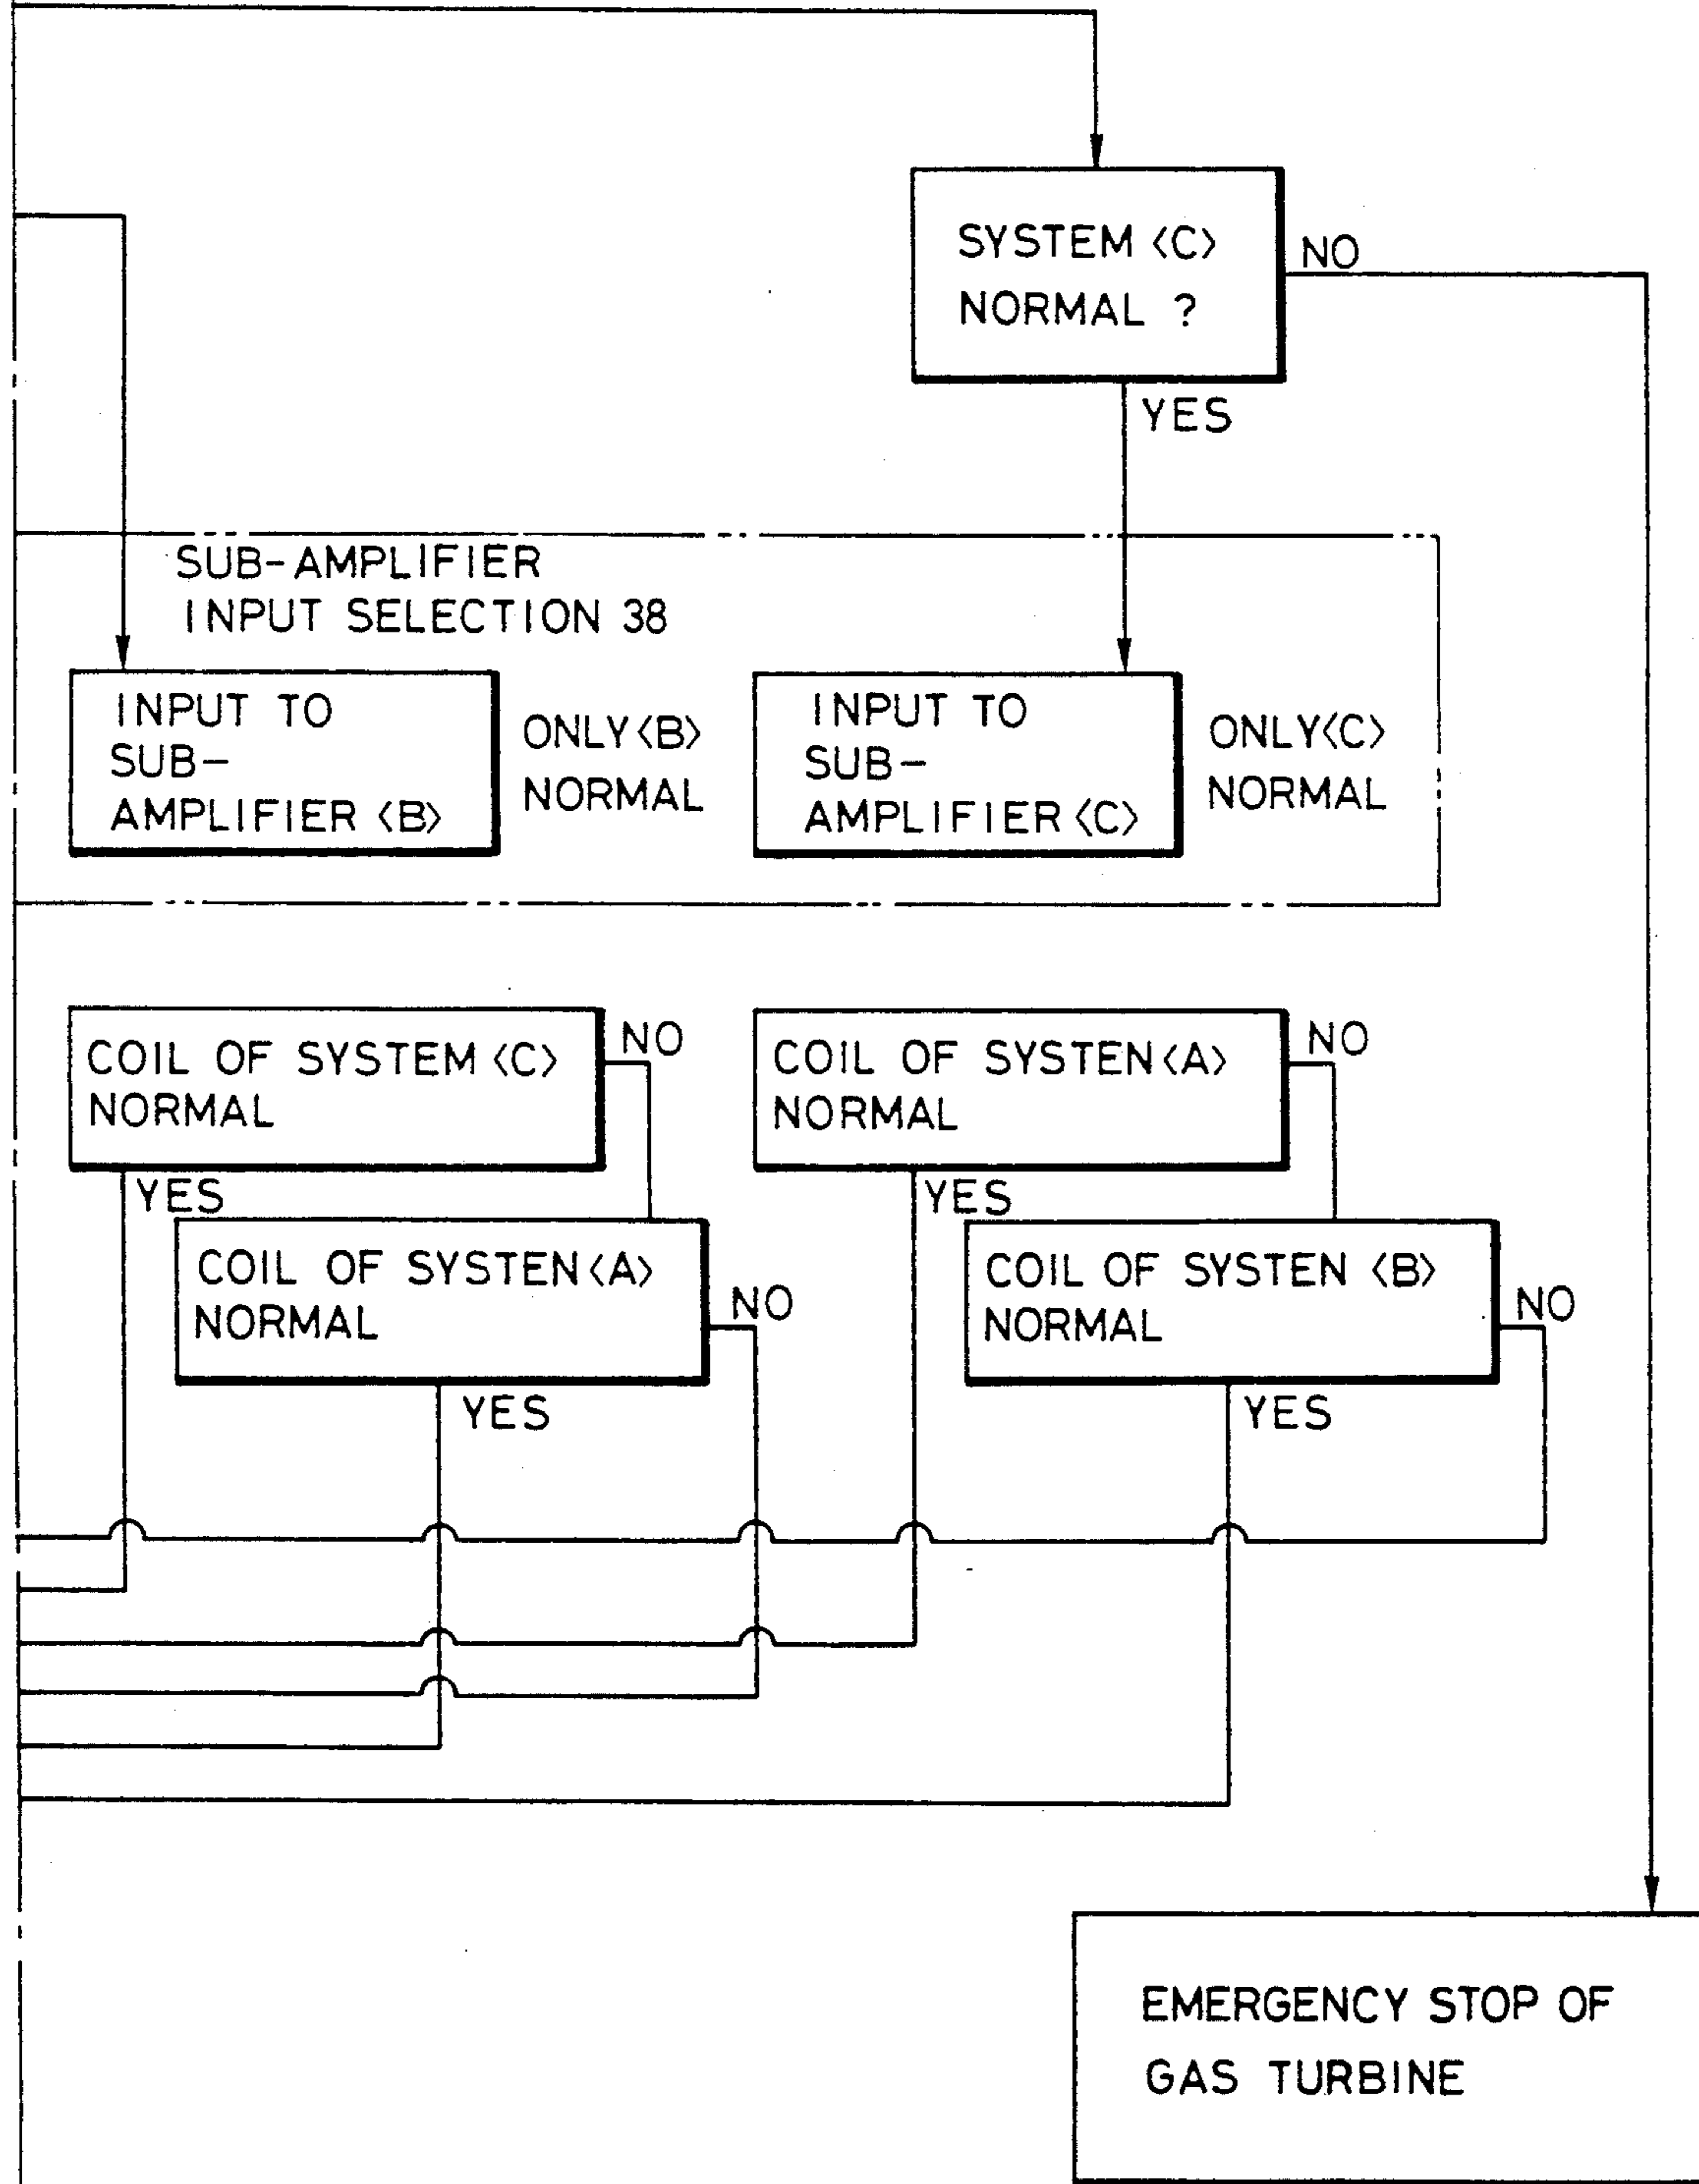 SYSTEM <C>
NORMAL ?
NO
YES
SUB-AMPLIFIER
INPUT SELECTION 38
INPUT TO
SUB-
AMPLIFIER <B>
ONLY <B>
NORMAL
INPUT TO
SUB-
AMPLIFIER <C>
ONLY <C>
NORMAL
COIL OF SYSTEM <C>
NORMAL
NO
YES
COIL OF SYSTEN <A>
NORMAL
NO
YES
COIL OF SYSTEN <A>
NORMAL
NO
YES
COIL OF SYSTEN <B>
NORMAL
NO
YES
EMERGENCY STOP OF
GAS TURBINE